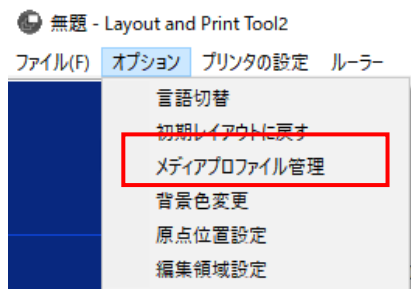 無題 - Layout and Print Tool2
ファイル(F) オプション プリンタの設定 ルーラー
言語切替
初期レイアウトに戻す
メディアプロファイル管理
背景色変更
原点位置設定
編集領域設定